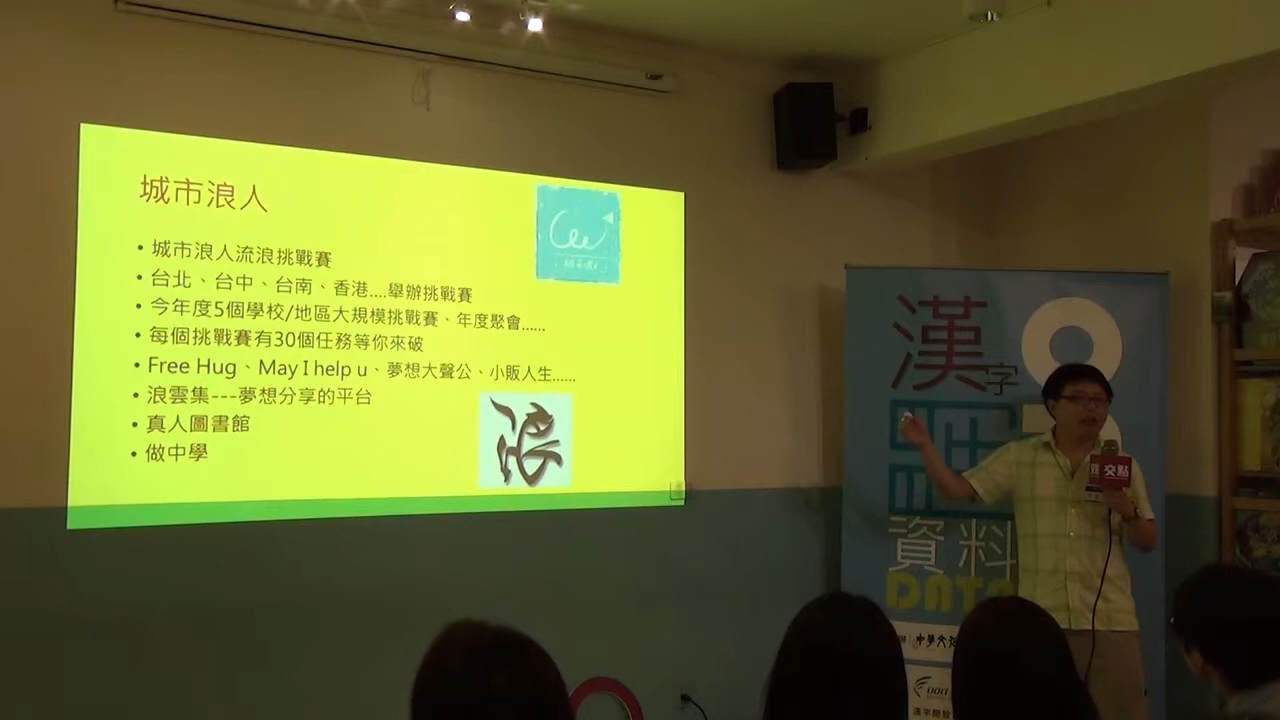 城市浪人
• 城市浪人流浪挑戰賽
• 台北、台中、台南、香港....舉辦挑戰賽
• 今年度5個學校/地區大規模挑戰賽、年度聚會......
• 每個挑戰賽有30個任務等你來破
• Free Hug、May I help u、夢想大聲公、小販人生......
• 浪雲集---夢想分享的平台
• 真人圖書館
• 做中學
浪
漢字
資料
DATA
交點
漢字開放